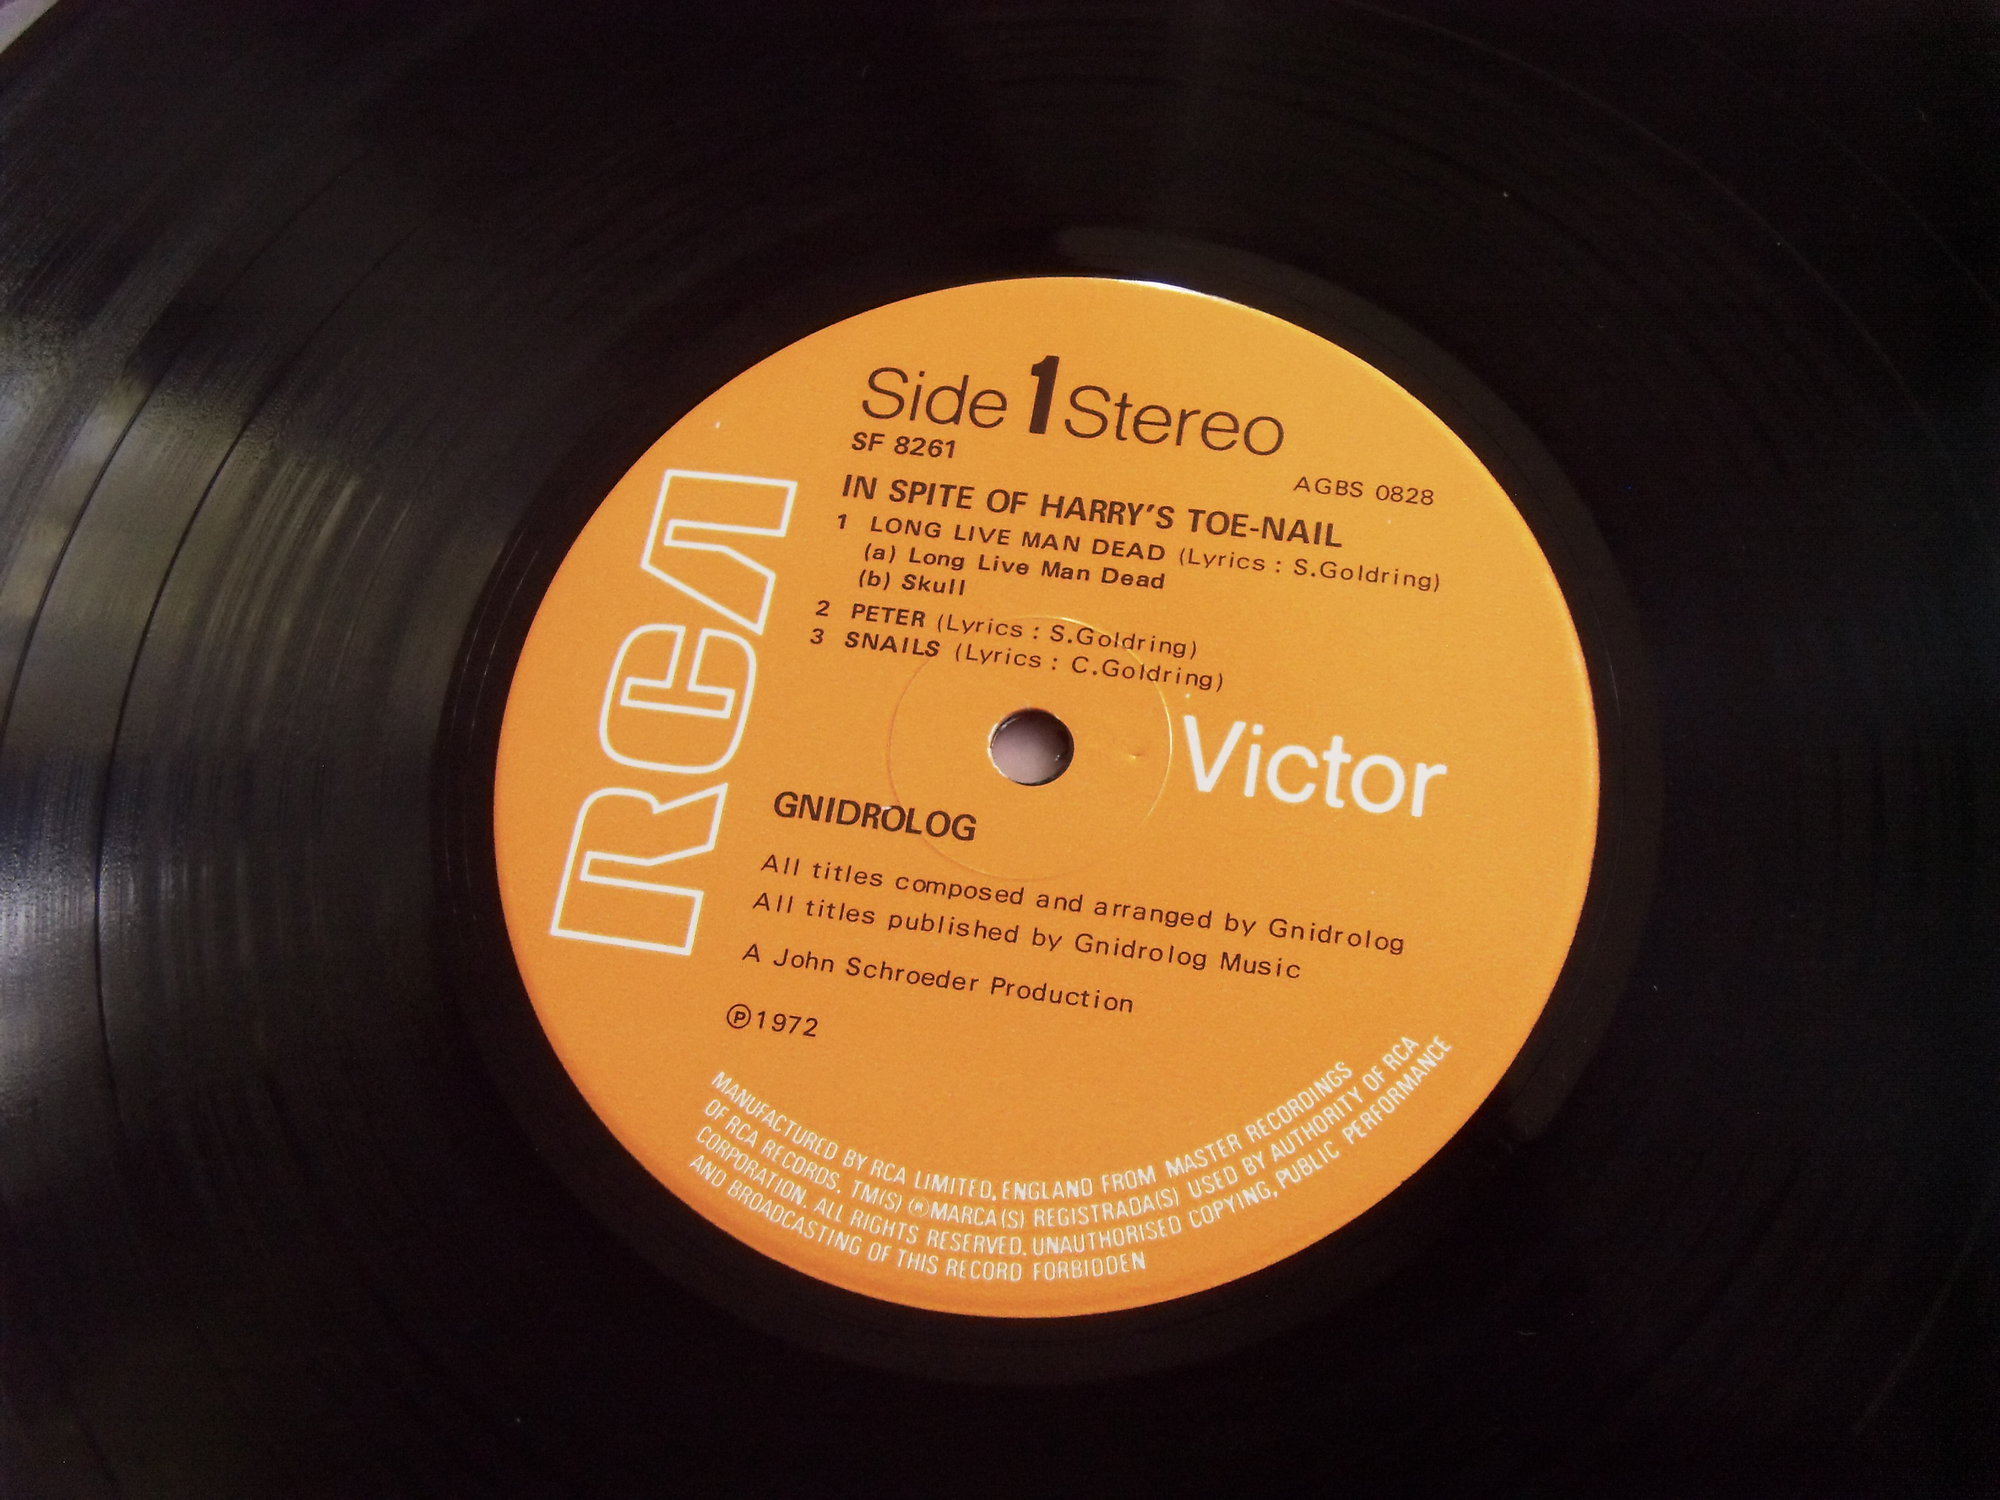 Side 1 Stereo
SF 8261
AGBS 0828
IN SPITE OF HARRY'S TOE-NAIL
1 LONG LIVE MAN DEAD (Lyrics : S.Goldring)
(a) Long Live Man Dead
(b) Skull
2 PETER (Lyrics : S.Goldring)
3 SNAILS (Lyrics : C.Goldring)
RCA
Victor
GNIDROLOG
All titles composed and arranged by Gnidrolog
All titles published by Gnidrolog Music
A John Schroeder Production
℗1972
MANUFACTURED BY RCA LIMITED, ENGLAND FROM MASTER RECORDINGS
OF RCA RECORDS. TM(S) ® MARCA(S) REGISTRADA(S) USED BY AUTHORITY OF RCA
CORPORATION. ALL RIGHTS RESERVED. UNAUTHORISED COPYING, PUBLIC PERFORMANCE
AND BROADCASTING OF THIS RECORD FORBIDDEN